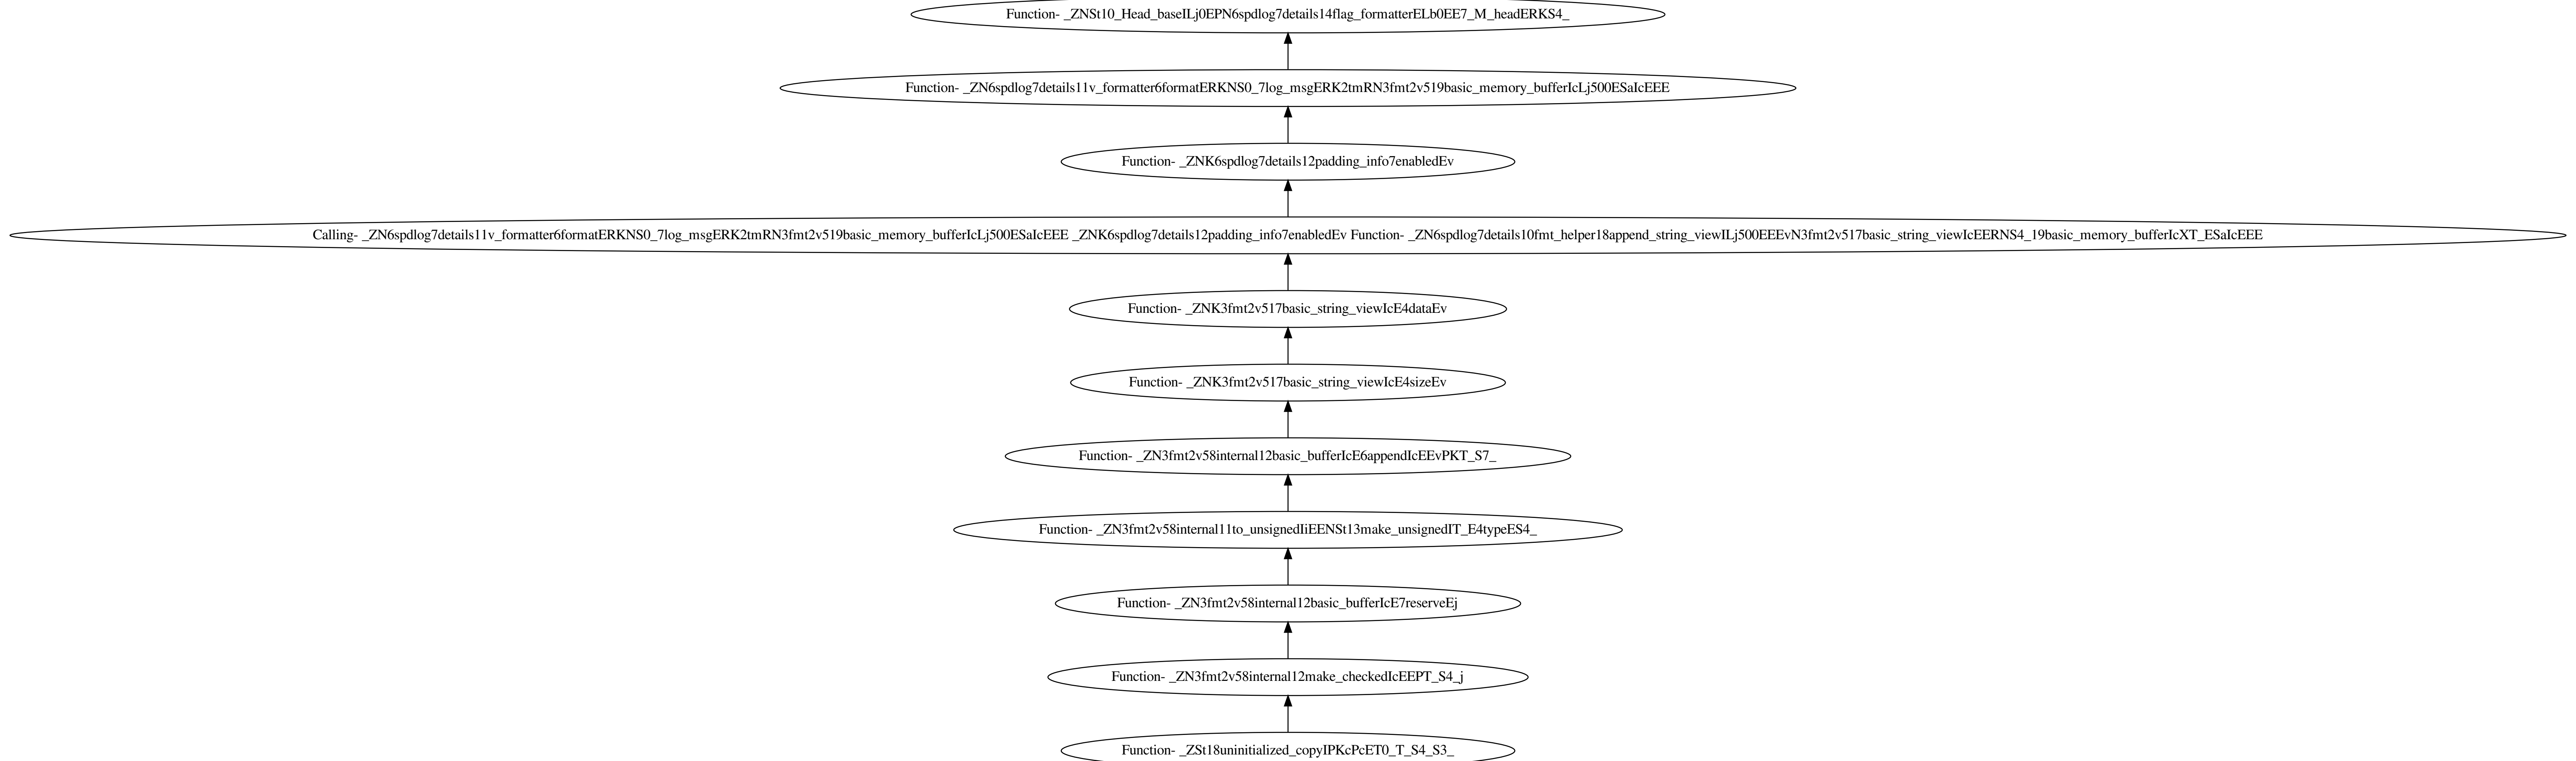 Function- _ZNSt10_Head_baseILj0EPN6spdlog7details14flag_formatterELb0EE7_M_headERKS4_
Function- _ZN6spdlog7details11v_formatter6formatERKNS0_7log_msgERK2tmRN3fmt2v519basic_memory_bufferIcLj500ESaIcEEE
Function- _ZNK6spdlog7details12padding_info7enabledEv
Calling- _ZN6spdlog7details11v_formatter6formatERKNS0_7log_msgERK2tmRN3fmt2v519basic_memory_bufferIcLj500ESaIcEEE _ZNK6spdlog7details12padding_info7enabledEv Function- _ZN6spdlog7details10fmt_helper18append_string_viewILj500EEEvN3fmt2v517basic_string_viewIcEERNS4_19basic_memory_bufferIcXT_ESaIcEEE
Function- _ZNK3fmt2v517basic_string_viewIcE4dataEv
Function- _ZNK3fmt2v517basic_string_viewIcE4sizeEv
Function- _ZN3fmt2v58internal12basic_bufferIcE6appendIcEEvPKT_S7_
Function- _ZN3fmt2v58internal11to_unsignedIiEENSt13make_unsignedIT_E4typeES4_
Function- _ZN3fmt2v58internal12basic_bufferIcE7reserveEj
Function- _ZN3fmt2v58internal12make_checkedIcEEPT_S4_j
Function- _ZSt18uninitialized_copyIPKcPcET0_T_S4_S3_